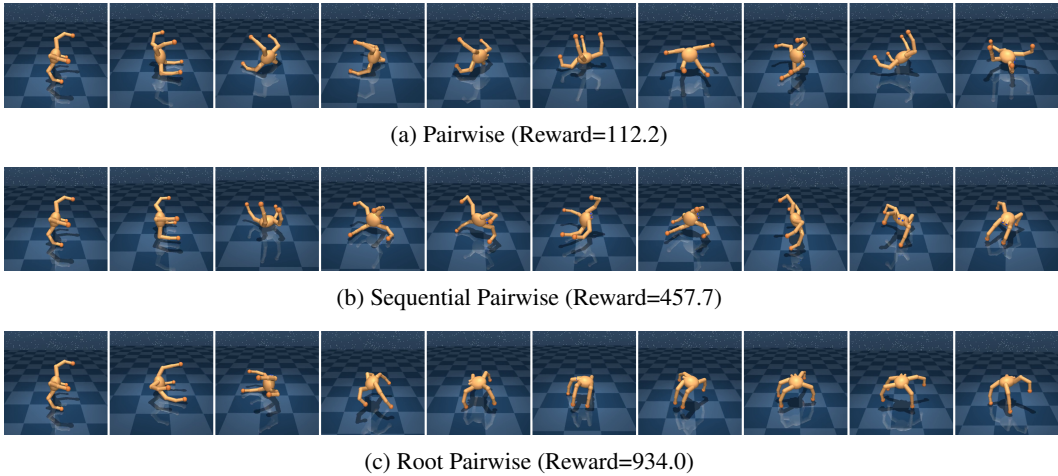 (a) Pairwise (Reward=112.2)
(b) Sequential Pairwise (Reward=457.7)
(c) Root Pairwise (Reward=934.0)